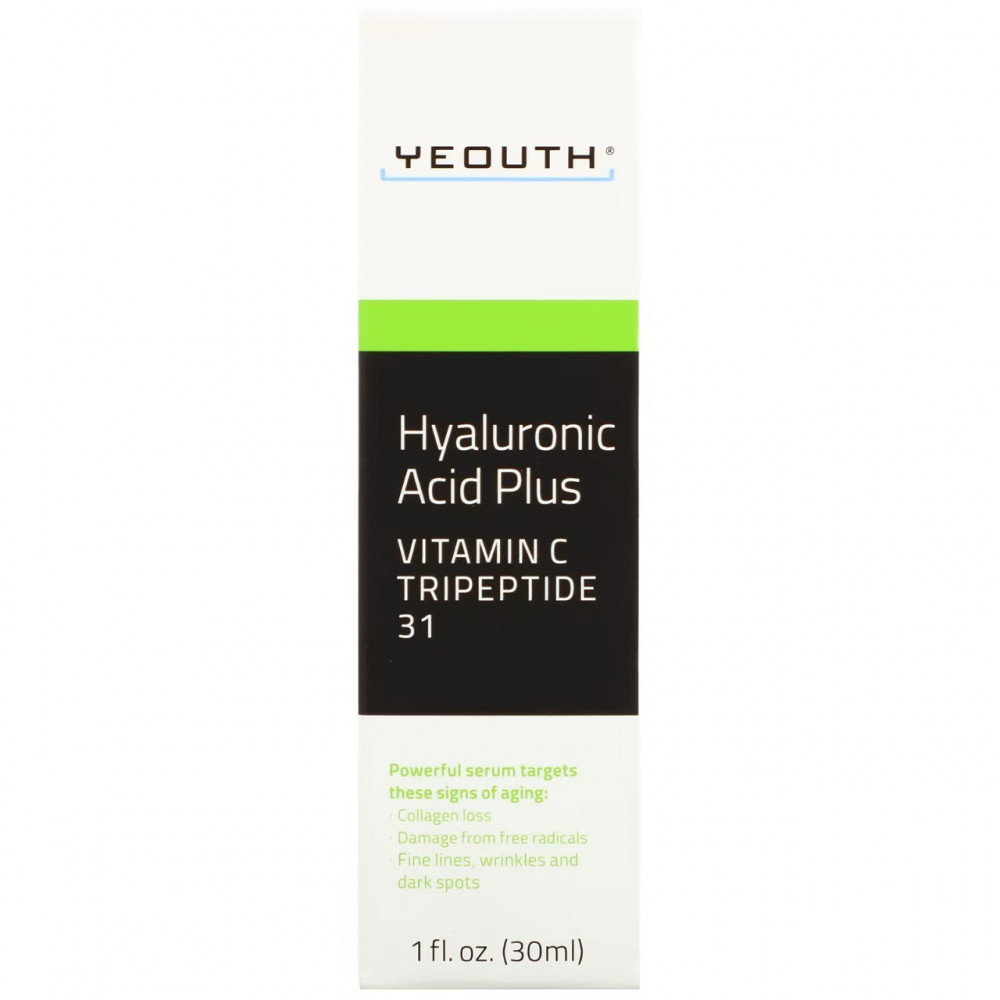 YEOUTH®
Hyaluronic
Acid Plus
VITAMIN C
TRIPEPTIDE
31
Powerful serum targets
these signs of aging:
· Collagen loss
· Damage from free radicals
· Fine lines, wrinkles and
dark spots
1 fl. oz. (30ml)